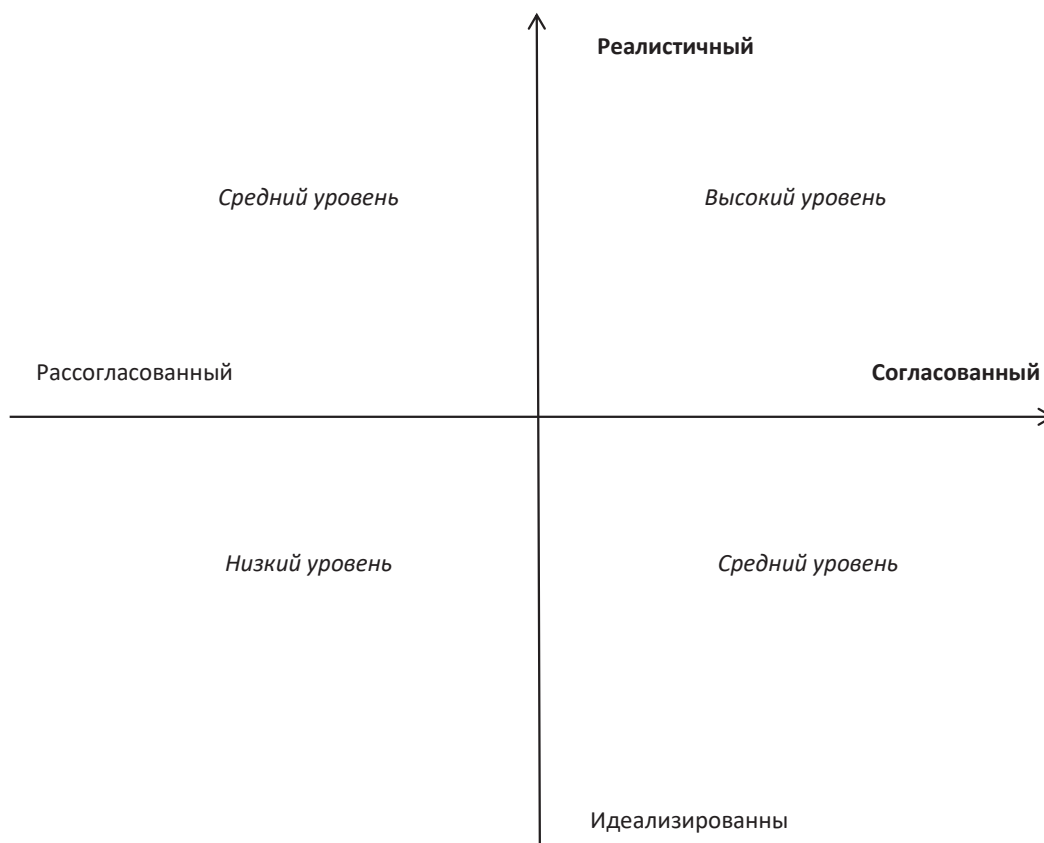 Реалистичный
Средний уровень
Высокий уровень
Рассогласованный
Согласованный
Низкий уровень
Средний уровень
Идеализированны